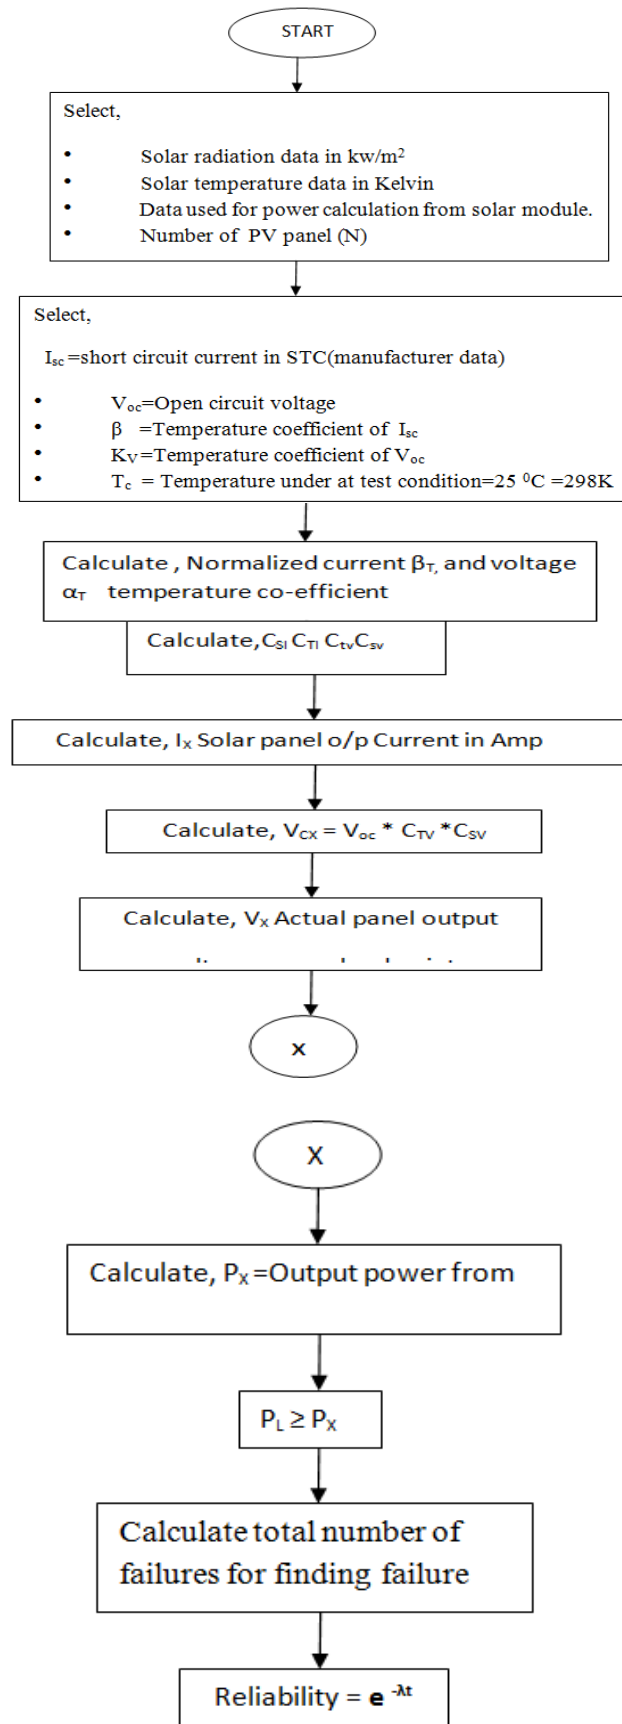 START
Select,
• Solar radiation data in kw/m²
• Solar temperature data in Kelvin
• Data used for power calculation from solar module.
• Number of PV panel (N)
Select,
Isc =short circuit current in STC(manufacturer data)
• Voc=Open circuit voltage
• β =Temperature coefficient of Isc
• KV=Temperature coefficient of Voc
• Tc = Temperature under at test condition=25 ⁰C =298K
Calculate , Normalized current βT, and voltage
αT temperature co-efficient
Calculate,CSI CTI Ctv Csv
Calculate, IX Solar panel o/p Current in Amp
Calculate, VCX = Voc * CTV *CSV
Calculate, VX Actual panel output
x
X
Calculate, PX =Output power from
PL ≥ PX
Calculate total number of
failures for finding failure
Reliability = e -λt